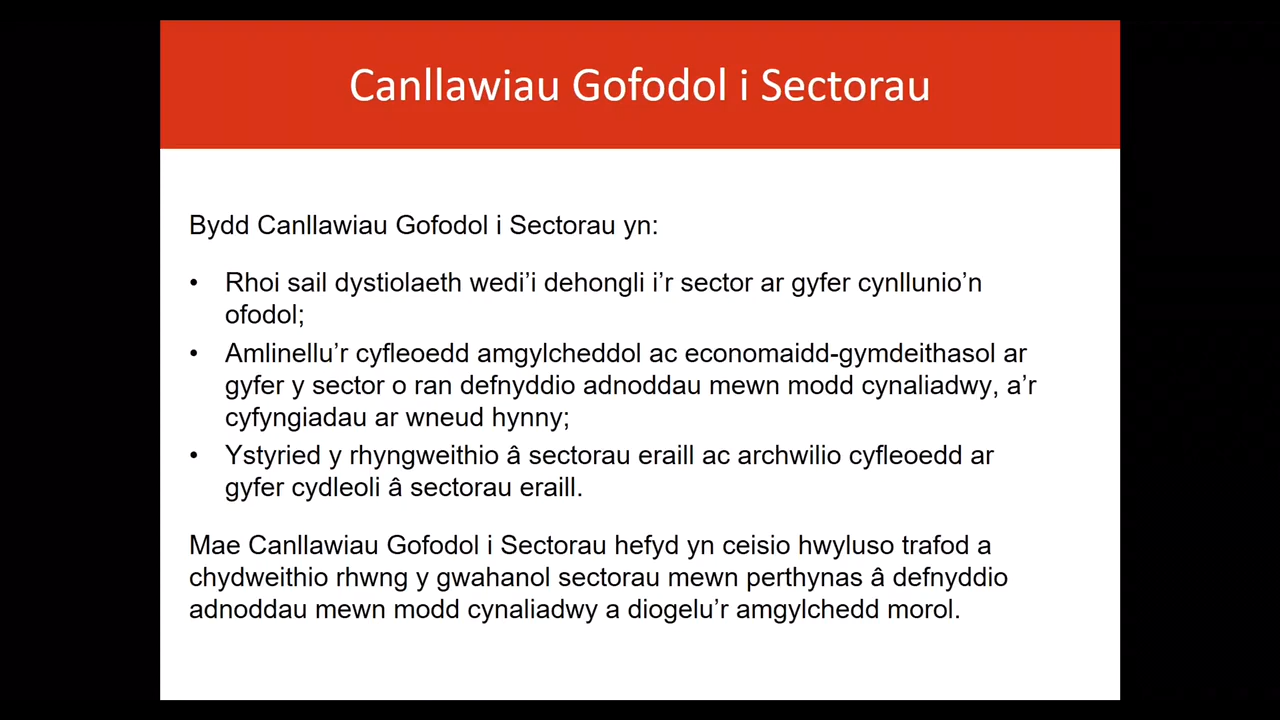 Canllawiau Gofodol i Sectorau
Bydd Canllawiau Gofodol i Sectorau yn:
• Rhoi sail dystiolaeth wedi’i dehongli i’r sector ar gyfer cynllunio’n
ofodol;
• Amlinellu’r cyfleoedd amgylcheddol ac economaidd-gymdeithasol ar
gyfer y sector o ran defnyddio adnoddau mewn modd cynaliadwy, a’r
cyfyngiadau ar wneud hynny;
• Ystyried y rhyngweithio â sectorau eraill ac archwilio cyfleoedd ar
gyfer cydleoli â sectorau eraill.
Mae Canllawiau Gofodol i Sectorau hefyd yn ceisio hwyluso trafod a
chydweithio rhwng y gwahanol sectorau mewn perthynas â defnyddio
adnoddau mewn modd cynaliadwy a diogelu’r amgylchedd morol.